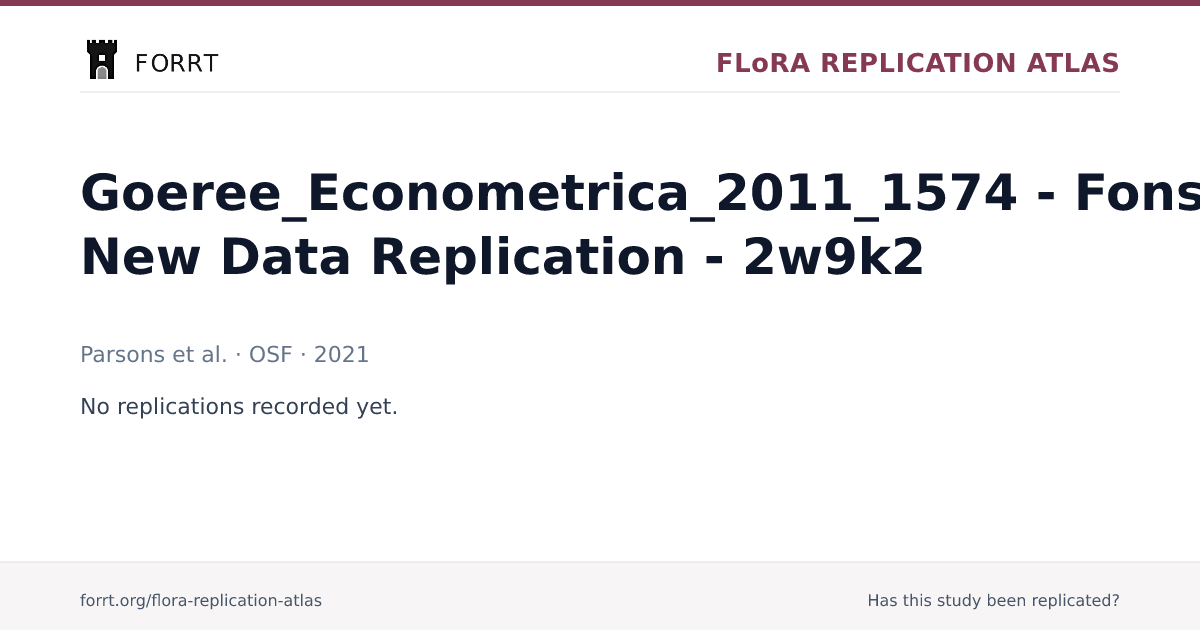 FORRT
FLoRA REPLICATION ATLAS
Goeree_Econometrica_2011_1574 - Fons
New Data Replication - 2w9k2
Parsons et al. · OSF · 2021
No replications recorded yet.
forrt.org/flora-replication-atlas
Has this study been replicated?